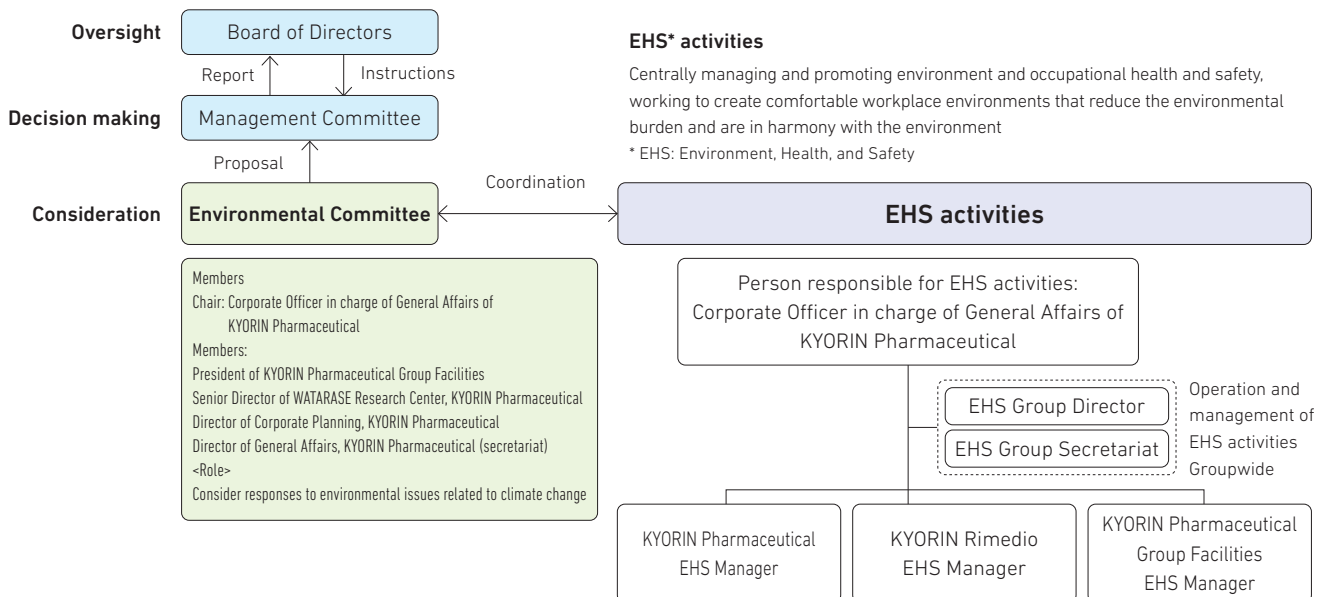 Oversight
Board of Directors
Report
Instructions
Decision making
Management Committee
Proposal
Coordination
Consideration
Environmental Committee
Members
Chair: Corporate Officer in charge of General Affairs of
KYORIN Pharmaceutical
Members:
President of KYORIN Pharmaceutical Group Facilities
Senior Director of WATARASE Research Center, KYORIN Pharmaceutical
Director of Corporate Planning, KYORIN Pharmaceutical
Director of General Affairs, KYORIN Pharmaceutical (secretariat)
<Role>
Consider responses to environmental issues related to climate change
EHS* activities
Centrally managing and promoting environment and occupational health and safety,
working to create comfortable workplace environments that reduce the environmental
burden and are in harmony with the environment
* EHS: Environment, Health, and Safety
EHS activities
Person responsible for EHS activities:
Corporate Officer in charge of General Affairs of
KYORIN Pharmaceutical
EHS Group Director
EHS Group Secretariat
Operation and
management of
EHS activities
Groupwide
KYORIN Pharmaceutical
EHS Manager
KYORIN Rimedio
EHS Manager
KYORIN Pharmaceutical
Group Facilities
EHS Manager